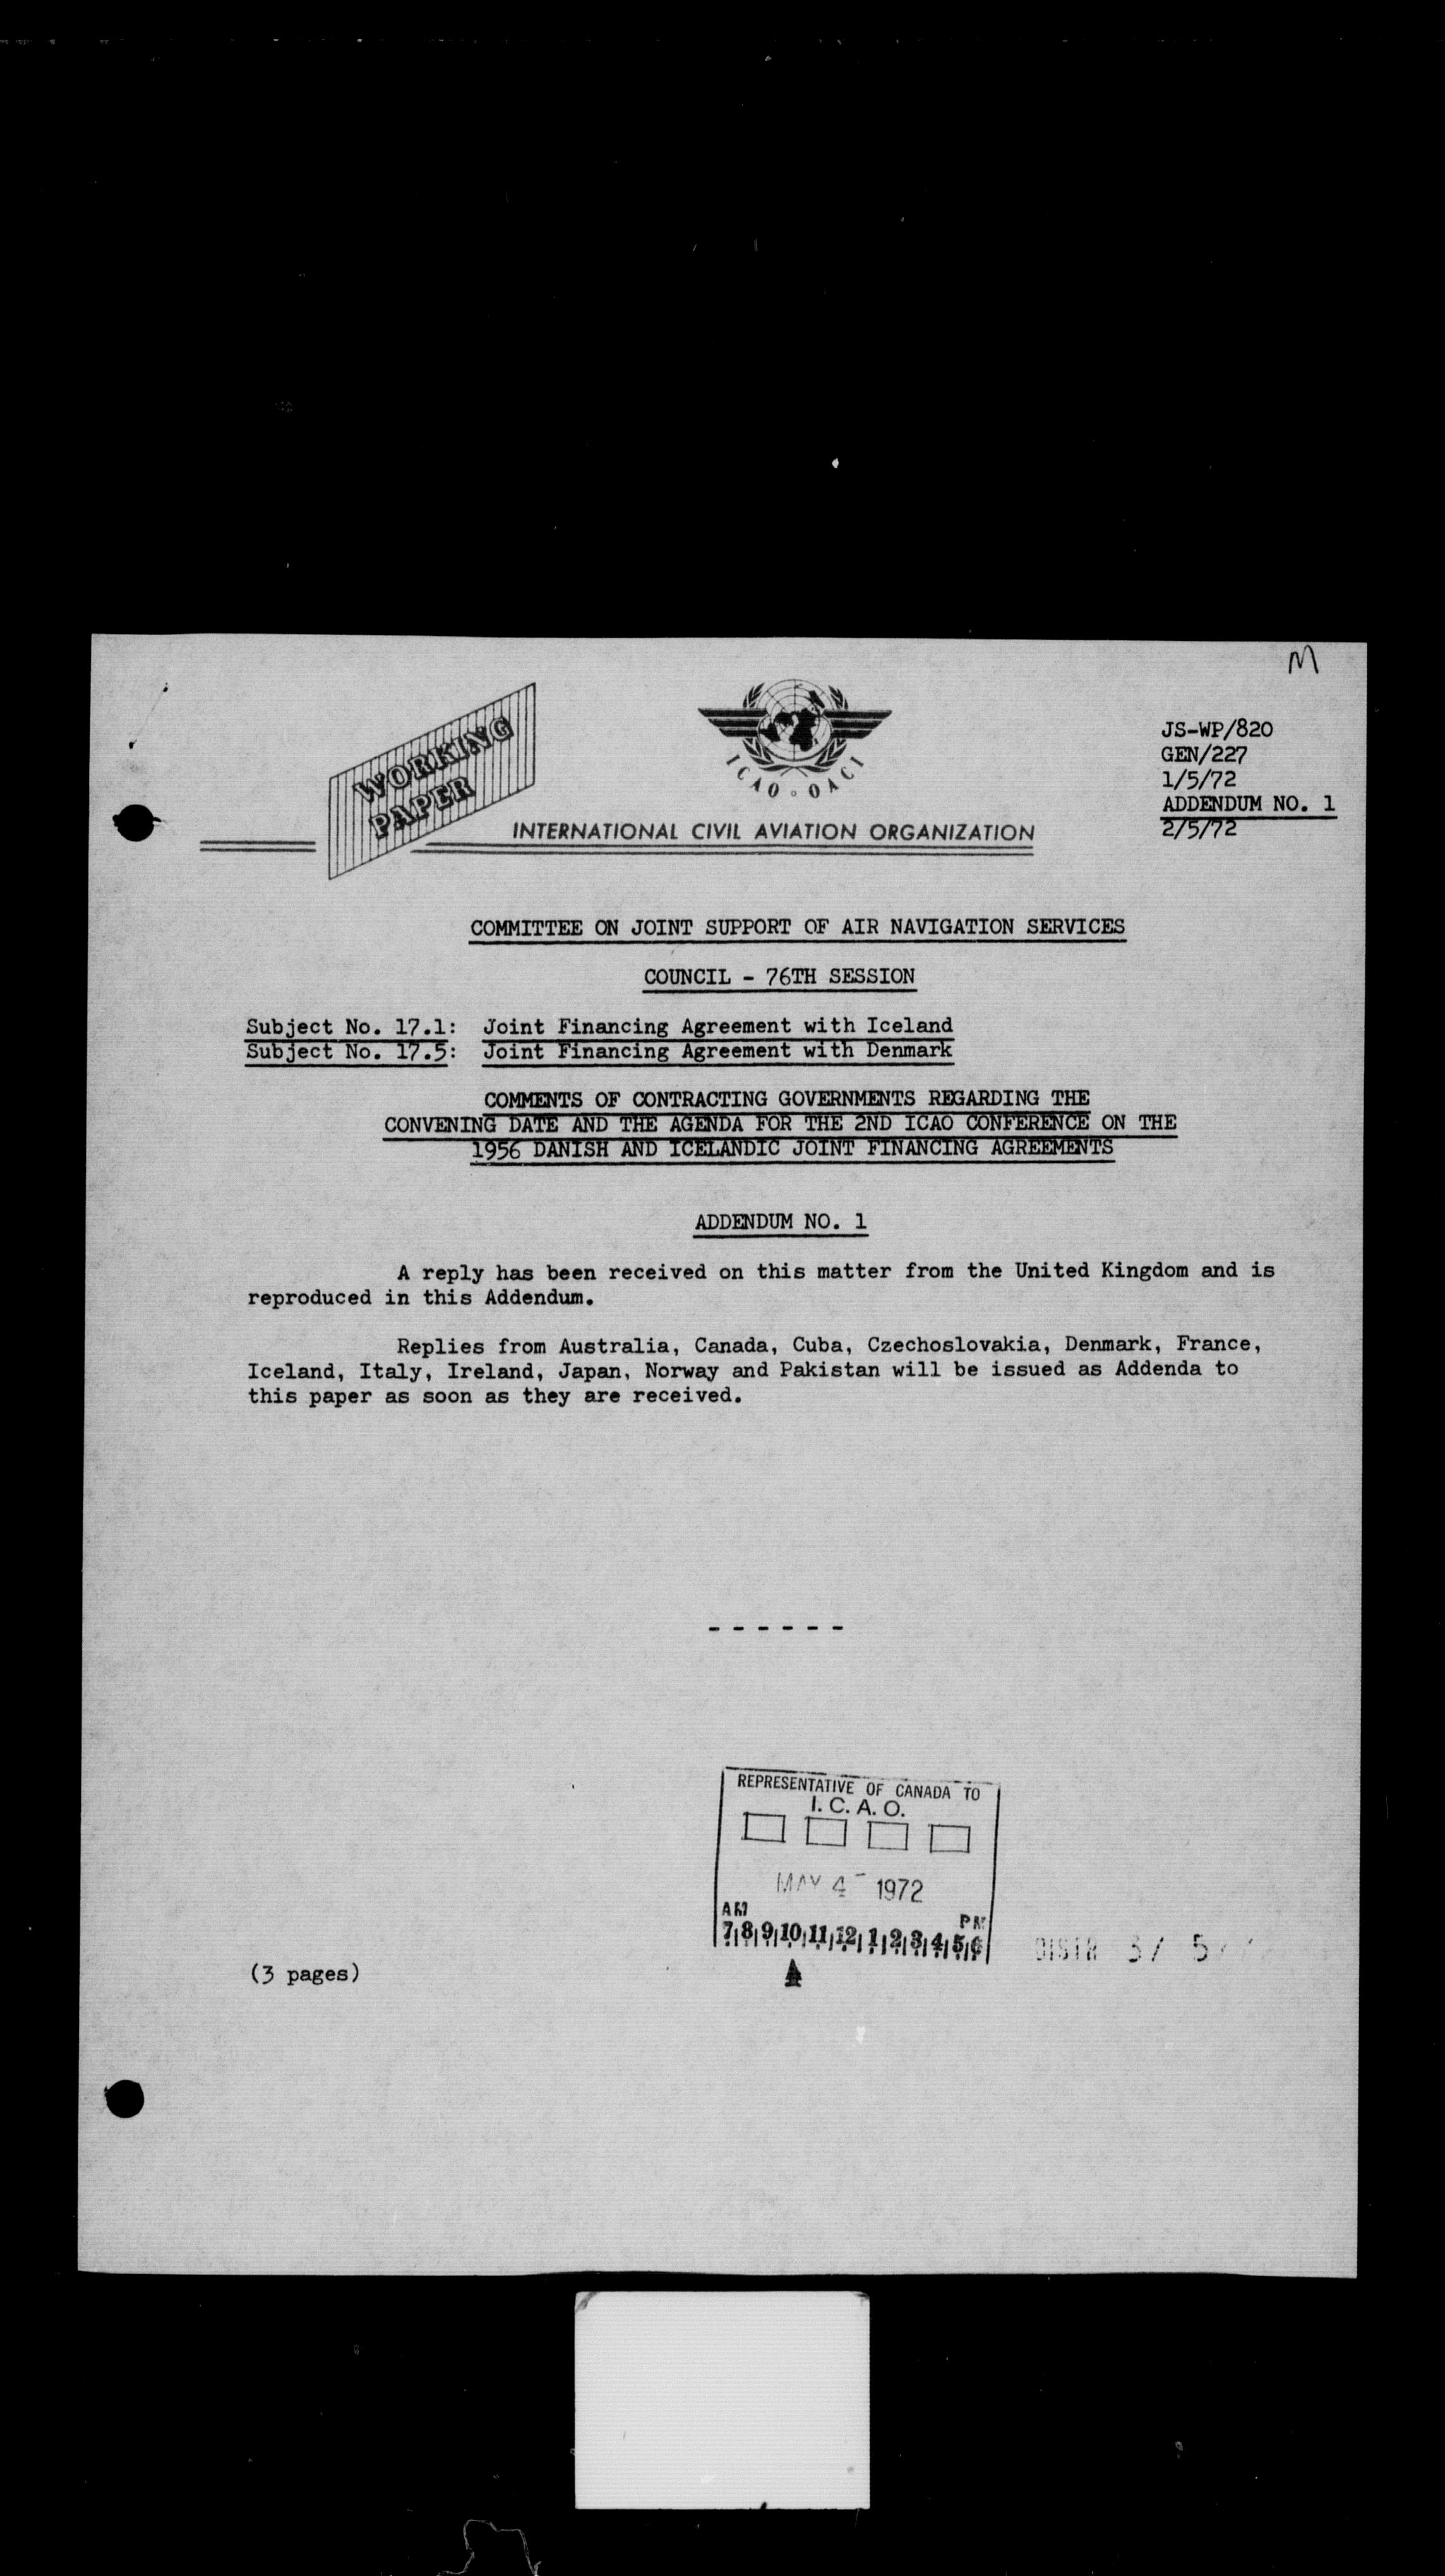 M
WORKING
PAPER
ICAO · OACI
INTERNATIONAL CIVIL AVIATION ORGANIZATION
JS-WP/820
GEN/227
1/5/72
ADDENDUM NO. 1
2/5/72
COMMITTEE ON JOINT SUPPORT OF AIR NAVIGATION SERVICES
COUNCIL - 76TH SESSION
Subject No. 17.1: Joint Financing Agreement with Iceland
Subject No. 17.5: Joint Financing Agreement with Denmark
COMMENTS OF CONTRACTING GOVERNMENTS REGARDING THE
CONVENING DATE AND THE AGENDA FOR THE 2ND ICAO CONFERENCE ON THE
1956 DANISH AND ICELANDIC JOINT FINANCING AGREEMENTS
ADDENDUM NO. 1
A reply has been received on this matter from the United Kingdom and is
reproduced in this Addendum.
Replies from Australia, Canada, Cuba, Czechoslovakia, Denmark, France,
Iceland, Italy, Ireland, Japan, Norway and Pakistan will be issued as Addenda to
this paper as soon as they are received.
- - - - - -
REPRESENTATIVE OF CANADA TO
I. C. A. O.
MAY 4 - 1972
AM PM
7 8 9 10 11 12 1 2 3 4 5 6
DISTR
(3 pages)